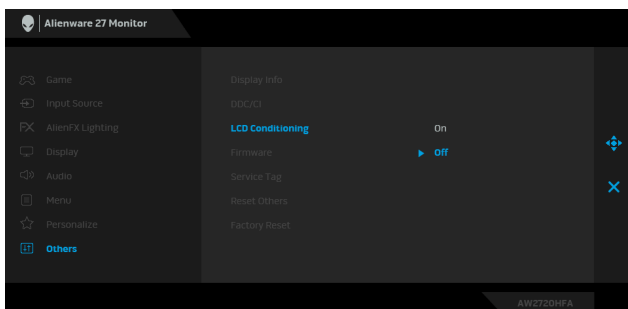 Alienware 27 Monitor
Game
Input Source
FX AlienFX Lighting
Display
Audio
Menu
Personalize
Others
Display Info
DDC/CI
LCD Conditioning
Firmware
Service Tag
Reset Others
Factory Reset
On
Off
AW2720HFA